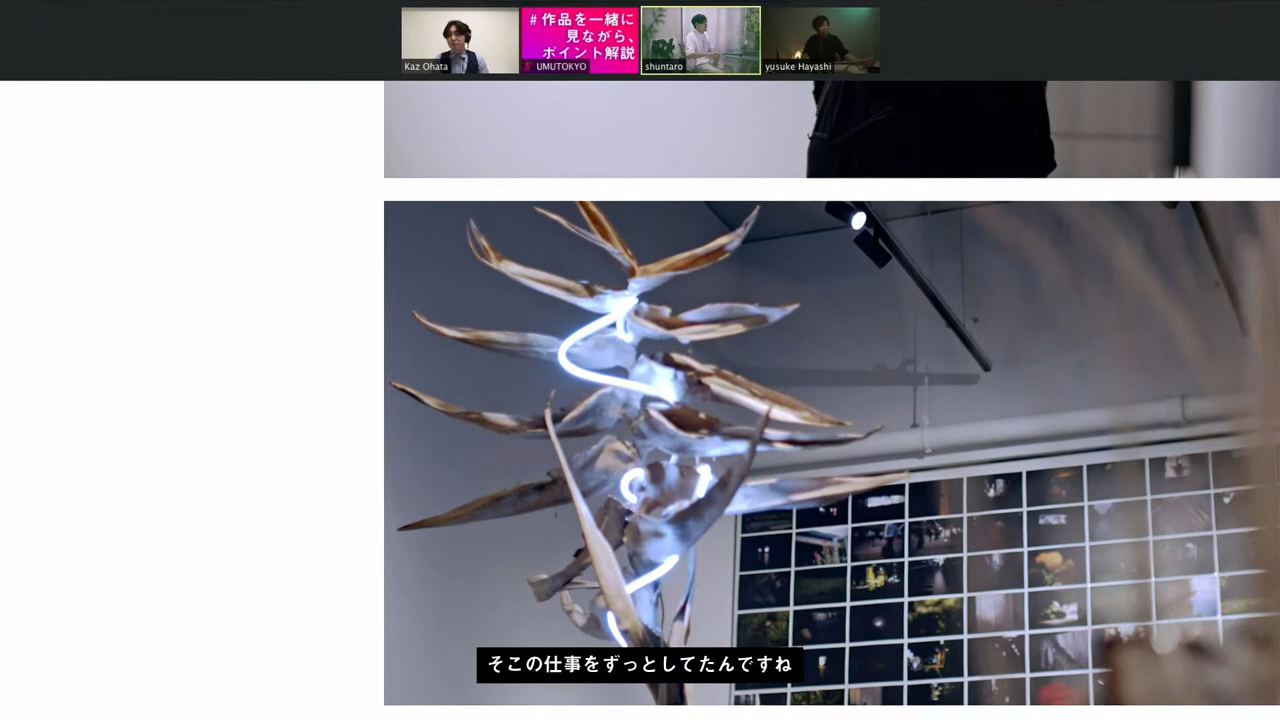 Kaz Ohata
#作品を一緒に
見ながら、
ポイント解説
UMUTOKYO
shuntaro
yusuke Hayashi
そこの仕事をずっとしてたんですね